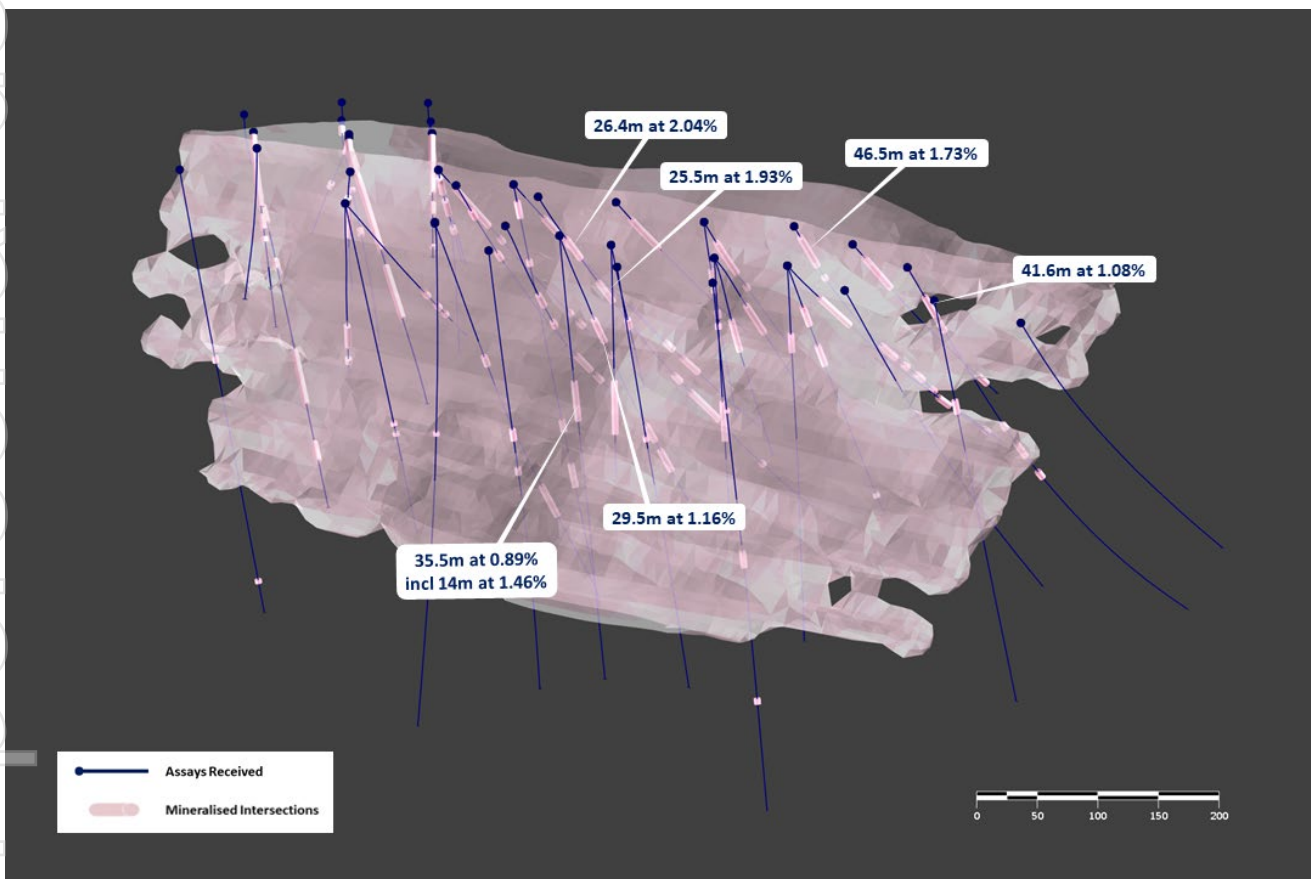 26.4m at 2.04%
46.5m at 1.73%
25.5m at 1.93%
41.6m at 1.08%
29.5m at 1.16%
35.5m at 0.89%
incl 14m at 1.46%
Assays Received
Mineralised Intersections
0 50 100 150 200